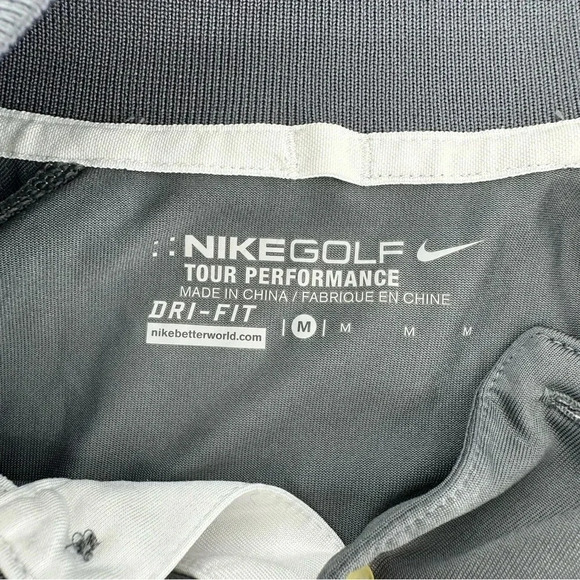 NIKEGOLF
TOUR PERFORMANCE
MADE IN CHINA / FABRIQUE EN CHINE
DRI-FIT | M | M M M
nikebetterworld.com